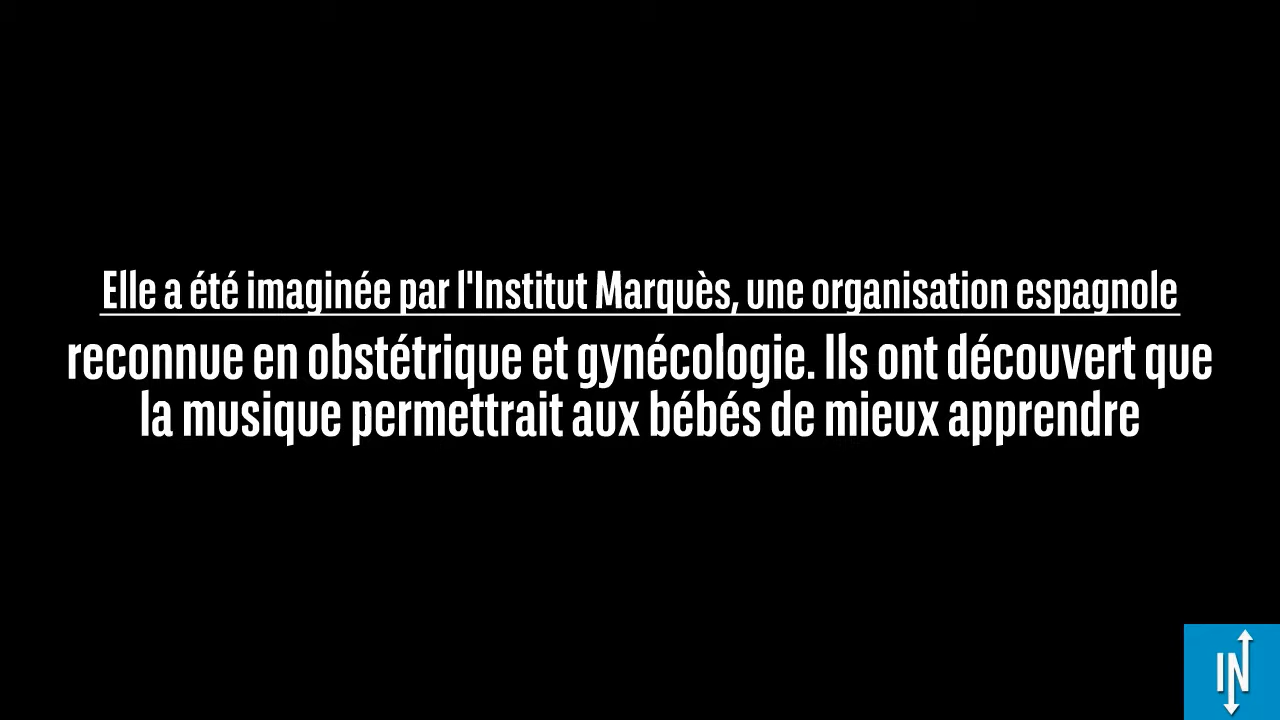 Elle a été imaginée par l'Institut Marquès, une organisation espagnole
reconnue en obstétrique et gynécologie. Ils ont découvert que
la musique permettrait aux bébés de mieux apprendre
IN